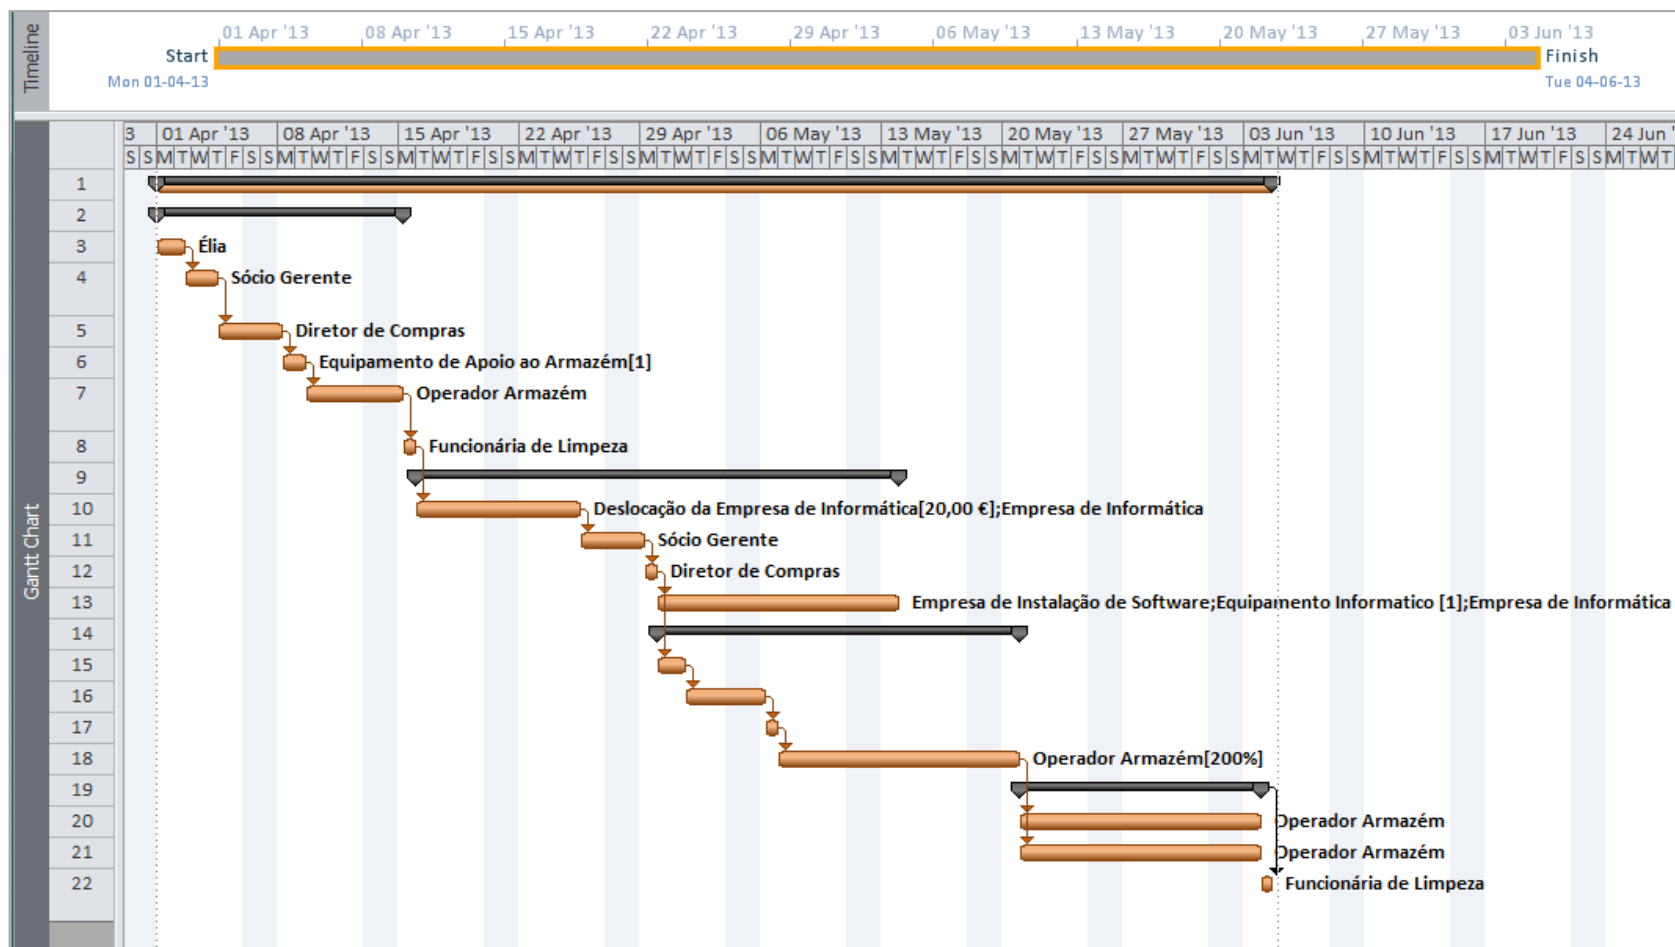 Timeline
01 Apr '13 08 Apr '13 15 Apr '13 22 Apr '13 29 Apr '13 06 May '13 13 May '13 20 May '13 27 May '13 03 Jun '13
Start Finish
Mon 01-04-13 Tue 04-06-13
Gantt Chart
3 01 Apr '13 08 Apr '13 15 Apr '13 22 Apr '13 29 Apr '13 06 May '13 13 May '13 20 May '13 27 May '13 03 Jun '13 10 Jun '13 17 Jun '13 24 Jun '
S S M T W T F S S M T W T F S S M T W T F S S M T W T F S S M T W T F S S M T W T F S S M T W T F S S M T W T F S S M T W T F S S M T W T F S S M T W T F S S M T W T F S S M T W T
1
2
3 Élia
4 Sócio Gerente
5 Diretor de Compras
6 Equipamento de Apoio ao Armazém[1]
7 Operador Armazém
8 Funcionária de Limpeza
9
10 Deslocação da Empresa de Informática[20,00 €];Empresa de Informática
11 Sócio Gerente
12 Diretor de Compras
13 Empresa de Instalação de Software;Equipamento Informatico [1];Empresa de Informática
14
15
16
17
18 Operador Armazém[200%]
19
20 Operador Armazém
21 Operador Armazém
22 Funcionária de Limpeza